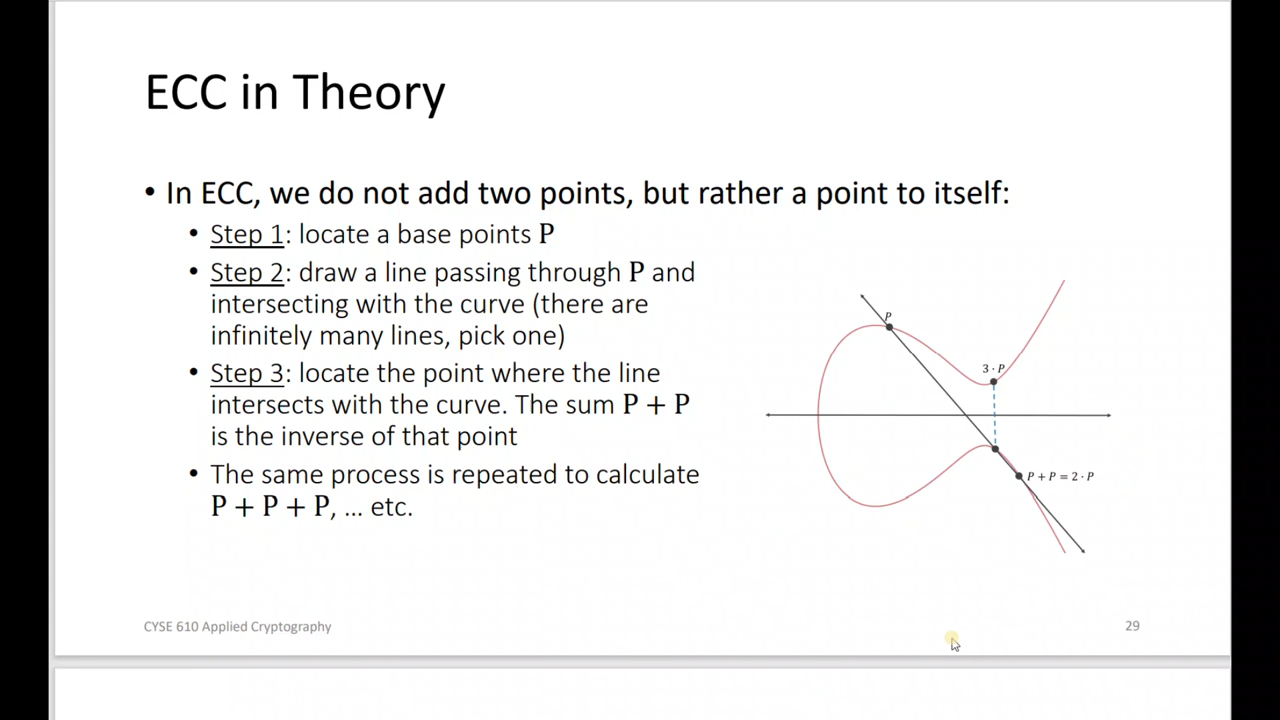 ECC in Theory
• In ECC, we do not add two points, but rather a point to itself:
• Step 1: locate a base points P
• Step 2: draw a line passing through P and
intersecting with the curve (there are
infinitely many lines, pick one)
• Step 3: locate the point where the line
intersects with the curve. The sum P + P
is the inverse of that point
• The same process is repeated to calculate
P + P + P, ... etc.
P
3 · P
P + P = 2 · P
CYSE 610 Applied Cryptography
29